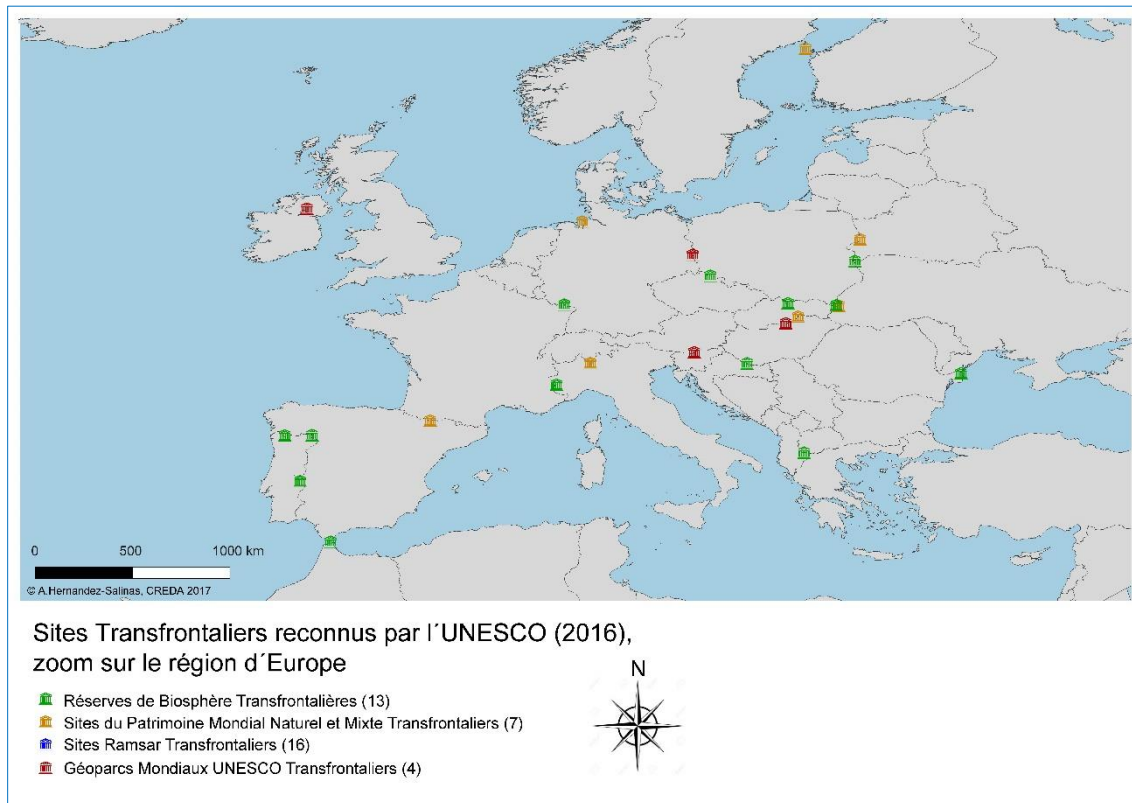 0 500 1000 km
© A.Hernandez-Salinas, CREDA 2017
Sites Transfrontaliers reconnus par l´UNESCO (2016),
zoom sur le région d´Europe
N
Réserves de Biosphère Transfrontalières (13)
Sites du Patrimoine Mondial Naturel et Mixte Transfrontaliers (7)
Sites Ramsar Transfrontaliers (16)
Géoparcs Mondiaux UNESCO Transfrontaliers (4)